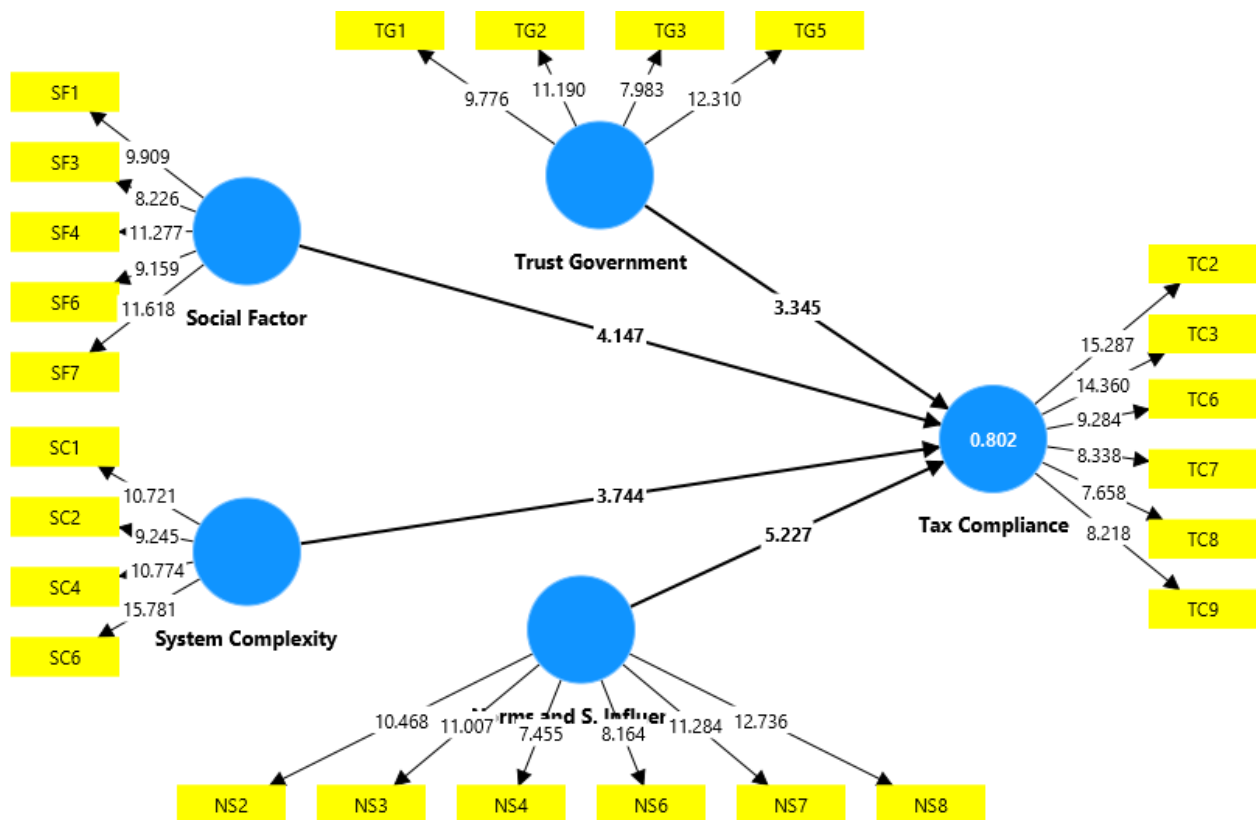 TG1 TG2 TG3 TG5
9.776 11.190 7.983 12.310
Trust Government
SF1
SF3
SF4
SF6
SF7
9.909
8.226
11.277
9.159
11.618
Social Factor
3.345
4.147
SC1
SC2
SC4
SC6
10.721
9.245
10.774
15.781
System Complexity
3.744
5.227
0.802
Tax Compliance
TC2
TC3
TC6
TC7
TC8
TC9
15.287
14.360
9.284
8.338
7.658
8.218
and S.
10.468 11.007 7.455 8.164 11.284 12.736
NS2 NS3 NS4 NS6 NS7 NS8